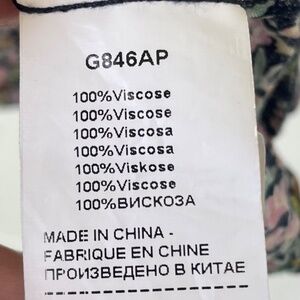 G846AP
100%Viscose
100%Viscose
100%Viscosa
100%Viscosa
100%Viskose
100%Viscose
100%ВИСКОЗА
MADE IN CHINA -
FABRIQUE EN CHINE
ПРОИЗВЕДЕНО В КИТАЕ